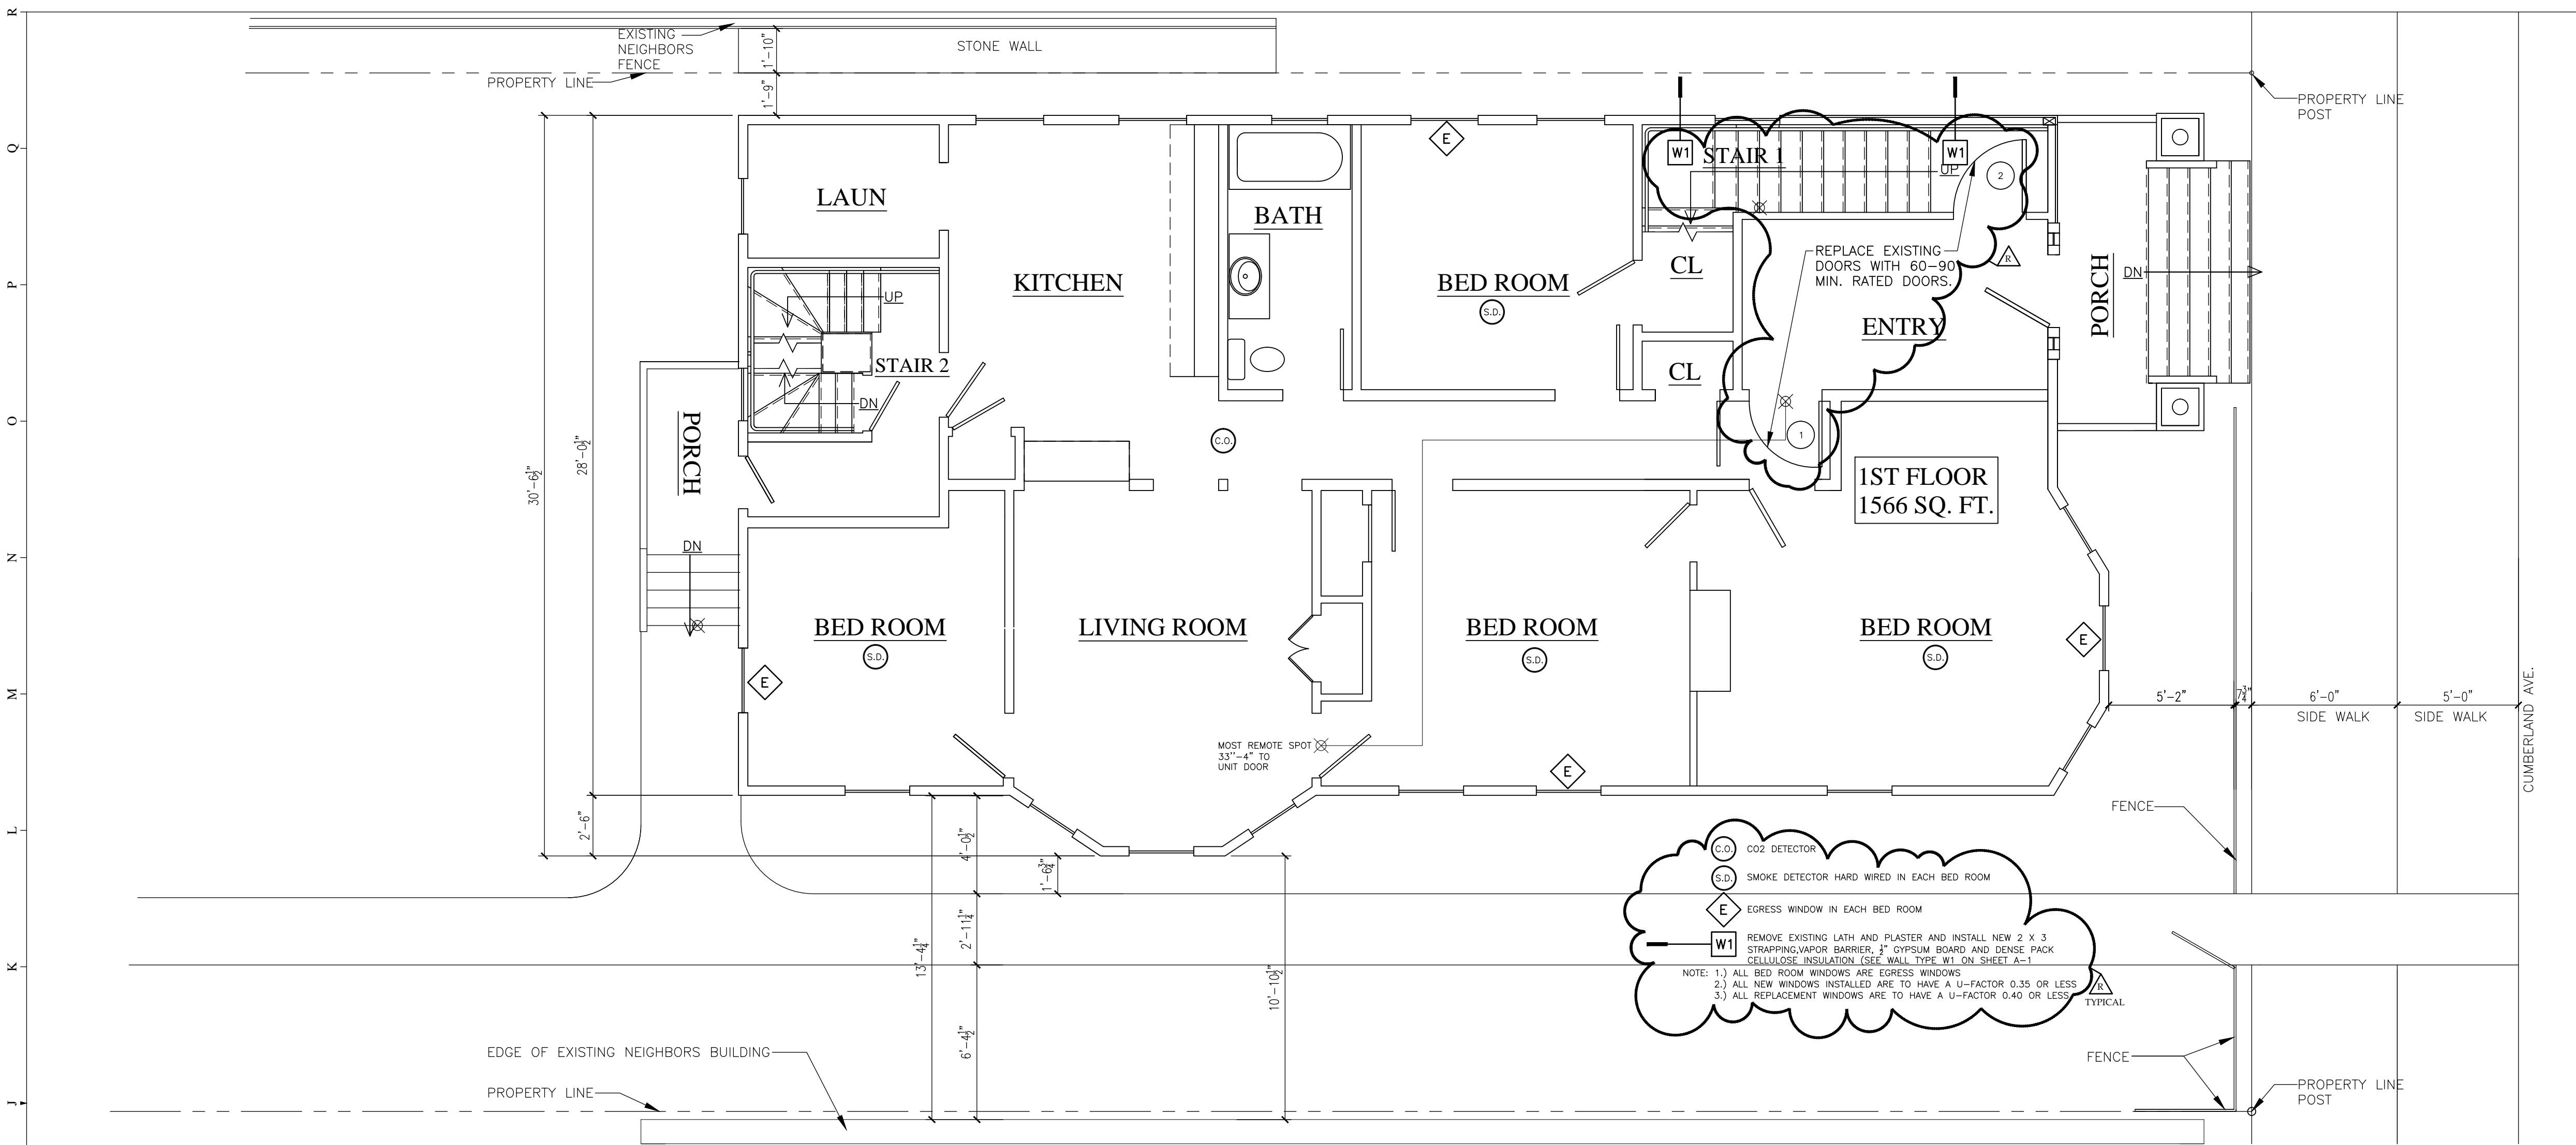 R
Q
P
O
N
M
L
K
J
EXISTING
NEIGHBORS
FENCE
PROPERTY LINE
1'-10"
1'-9"
STONE WALL
PROPERTY LINE
POST
30'-6½"
28'-0½"
2'-6"
LAUN
KITCHEN
BATH
BED ROOM
S.D.
E
W1
STAIR 1
W1
UP
2
CL
CL
REPLACE EXISTING
DOORS WITH 60-90
MIN. RATED DOORS.
R
ENTRY
PORCH
DN
UP
STAIR 2
DN
PORCH
DN
C.O.
1
1ST FLOOR
1566 SQ. FT.
BED ROOM
S.D.
E
LIVING ROOM
BED ROOM
S.D.
E
BED ROOM
S.D.
E
MOST REMOTE SPOT
33''-4" TO
UNIT DOOR
5'-2"
7¾"
6'-0"
5'-0"
SIDE WALK
SIDE WALK
CUMBERLAND AVE.
FENCE
4'-0½"
1'-6¾"
2'-11¼"
13'-4¼"
10'-10½"
6'-4½"
C.O. CO2 DETECTOR
S.D. SMOKE DETECTOR HARD WIRED IN EACH BED ROOM
E EGRESS WINDOW IN EACH BED ROOM
W1 REMOVE EXISTING LATH AND PLASTER AND INSTALL NEW 2 X 3
STRAPPING,VAPOR BARRIER, ½" GYPSUM BOARD AND DENSE PACK
CELLULOSE INSULATION (SEE WALL TYPE W1 ON SHEET A-1
NOTE: 1.) ALL BED ROOM WINDOWS ARE EGRESS WINDOWS
2.) ALL NEW WINDOWS INSTALLED ARE TO HAVE A U-FACTOR 0.35 OR LESS
3.) ALL REPLACEMENT WINDOWS ARE TO HAVE A U-FACTOR 0.40 OR LESS
R
TYPICAL
EDGE OF EXISTING NEIGHBORS BUILDING
PROPERTY LINE
FENCE
PROPERTY LINE
POST